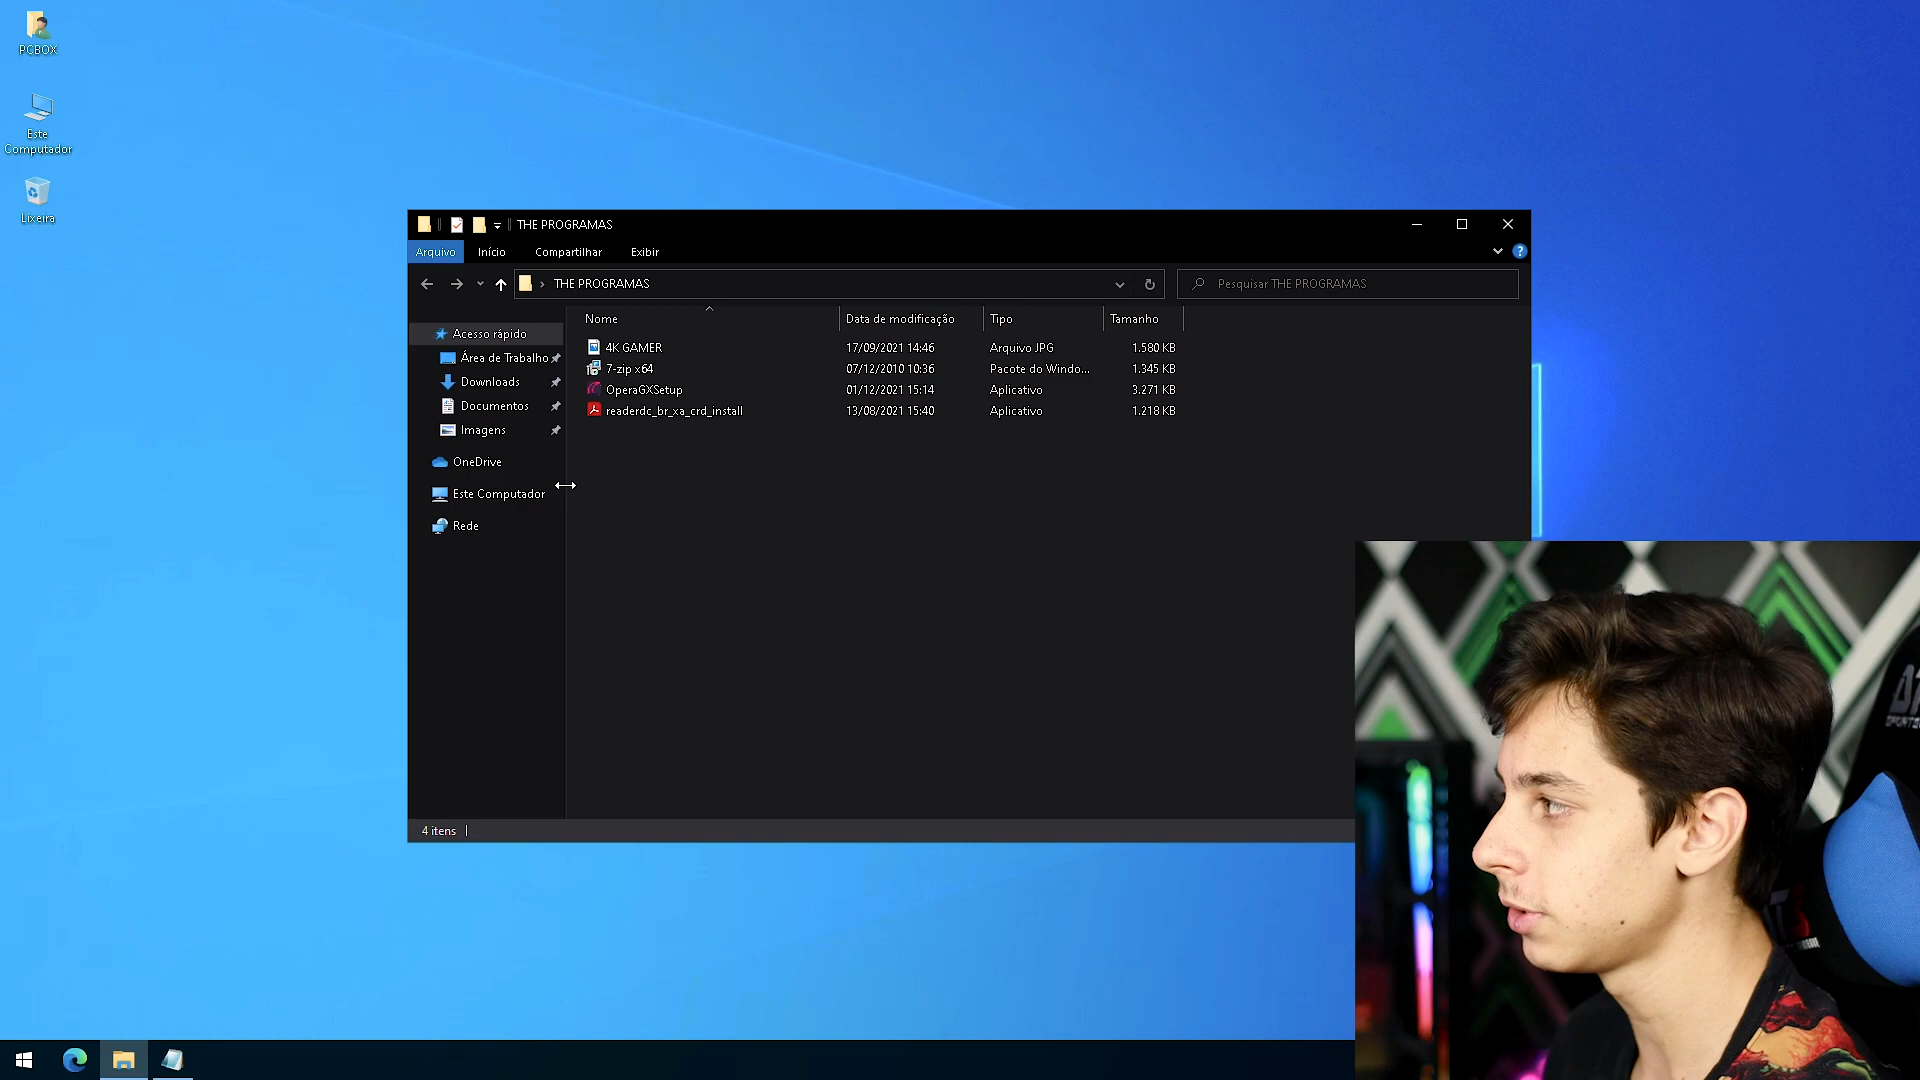 PCBOX
Este
Computador
Lixeira
THE PROGRAMAS
Arquivo Início Compartilhar Exibir
THE PROGRAMAS Pesquisar THE PROGRAMAS
Nome Data de modificação Tipo Tamanho
Acesso rápido
Área de Trabalho
Downloads
Documentos
Imagens
OneDrive
Este Computador
Rede
4K GAMER 17/09/2021 14:46 Arquivo JPG 1.580 KB
7-zip x64 07/12/2010 10:36 Pacote do Windo... 1.345 KB
OperaGXSetup 01/12/2021 15:14 Aplicativo 3.271 KB
readerdc_br_xa_crd_install 13/08/2021 15:40 Aplicativo 1.218 KB
4 itens